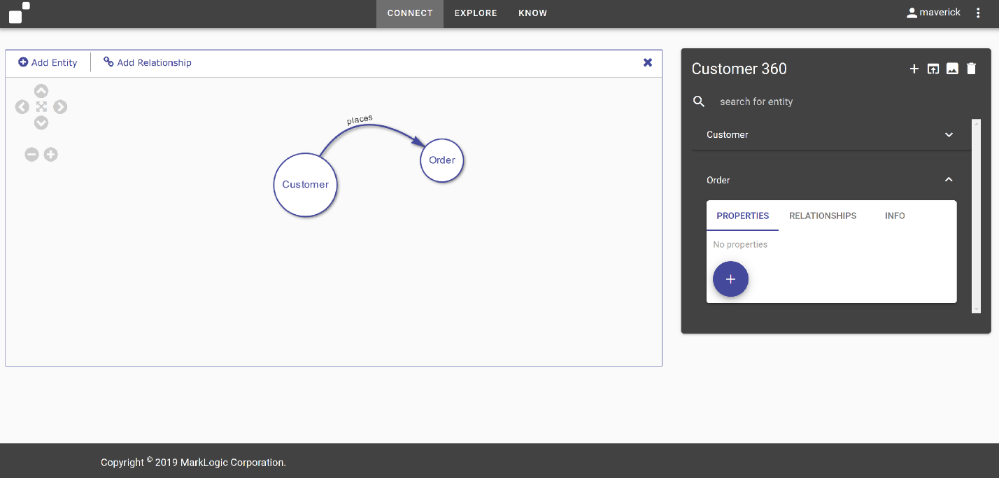 CONNECT EXPLORE KNOW maverick
Add Entity Add Relationship
places
Customer
Order
Customer 360
search for entity
Customer
Order
PROPERTIES RELATIONSHIPS INFO
No properties
Copyright © 2019 MarkLogic Corporation.